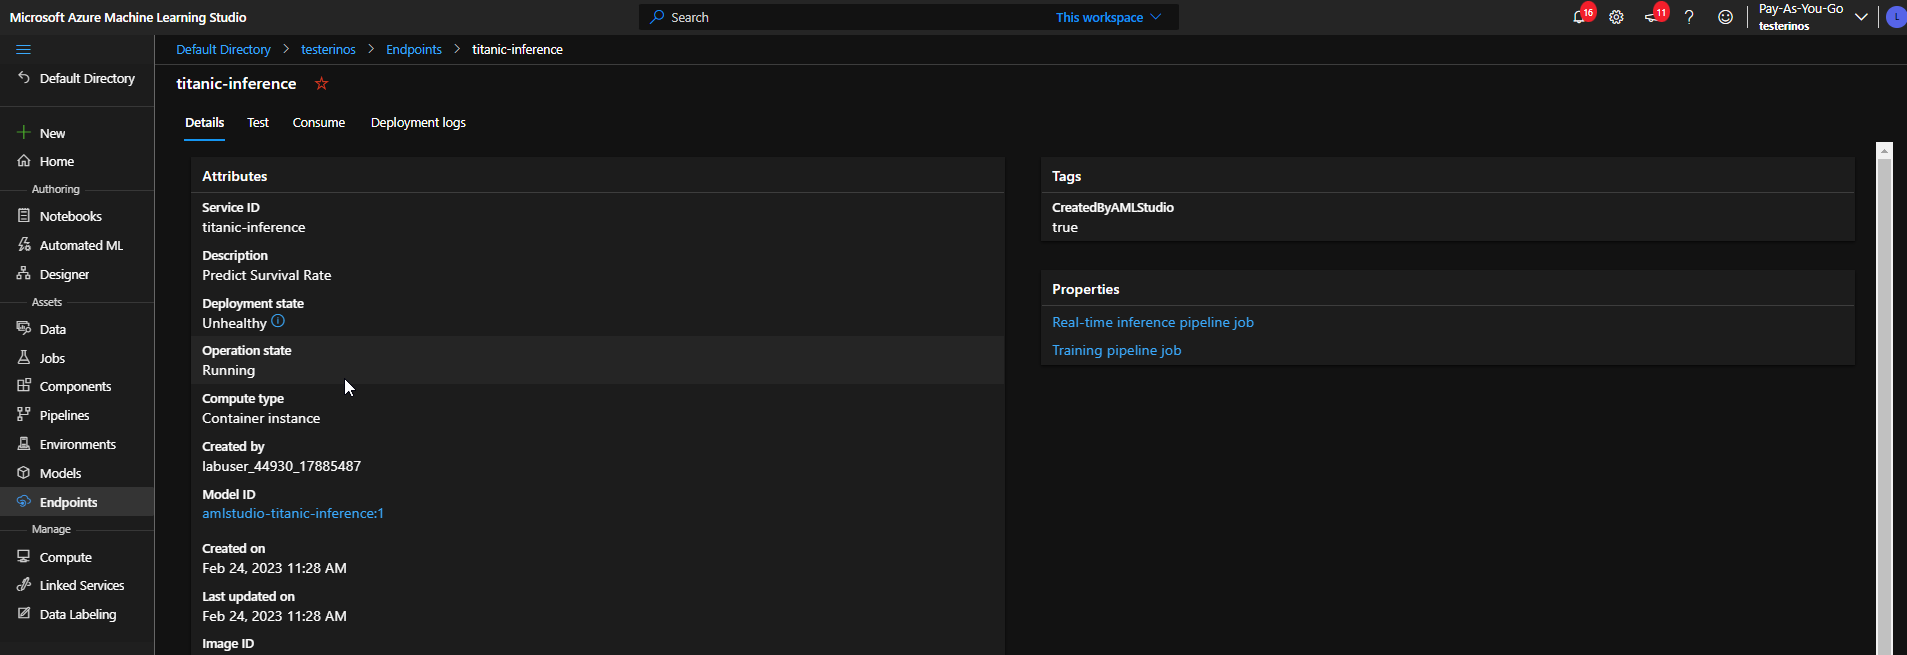 Microsoft Azure Machine Learning Studio
Search
This workspace
16
11
?
Pay-As-You-Go
testerinos
L
Default Directory
New
Home
Authoring
Notebooks
Automated ML
Designer
Assets
Data
Jobs
Components
Pipelines
Environments
Models
Endpoints
Manage
Compute
Linked Services
Data Labeling
Default Directory > testerinos > Endpoints > titanic-inference
titanic-inference
Details Test Consume Deployment logs
Attributes
Service ID
titanic-inference
Description
Predict Survival Rate
Deployment state
Unhealthy
Operation state
Running
Compute type
Container instance
Created by
labuser_44930_17885487
Model ID
amlstudio-titanic-inference:1
Created on
Feb 24, 2023 11:28 AM
Last updated on
Feb 24, 2023 11:28 AM
Image ID
Tags
CreatedByAMLStudio
true
Properties
Real-time inference pipeline job
Training pipeline job